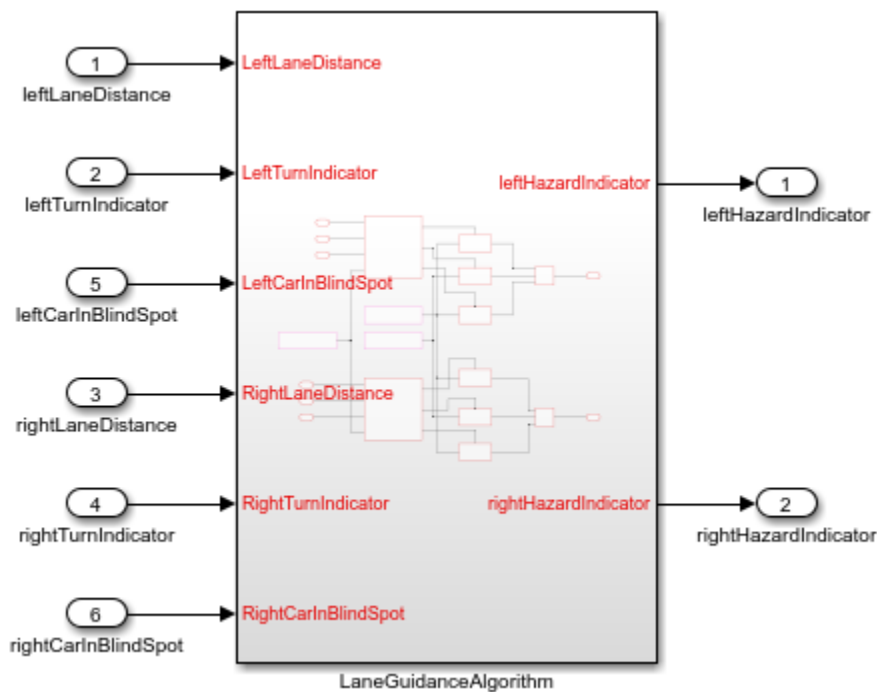 1
LeftLaneDistance
leftLaneDistance
2
LeftTurnIndicator
leftTurnIndicator
leftHazardIndicator
1
leftHazardIndicator
5
LeftCarInBlindSpot
leftCarInBlindSpot
3
RightLaneDistance
rightLaneDistance
4
RightTurnIndicator
rightTurnIndicator
rightHazardIndicator
2
rightHazardIndicator
6
RightCarInBlindSpot
rightCarInBlindSpot
LaneGuidanceAlgorithm